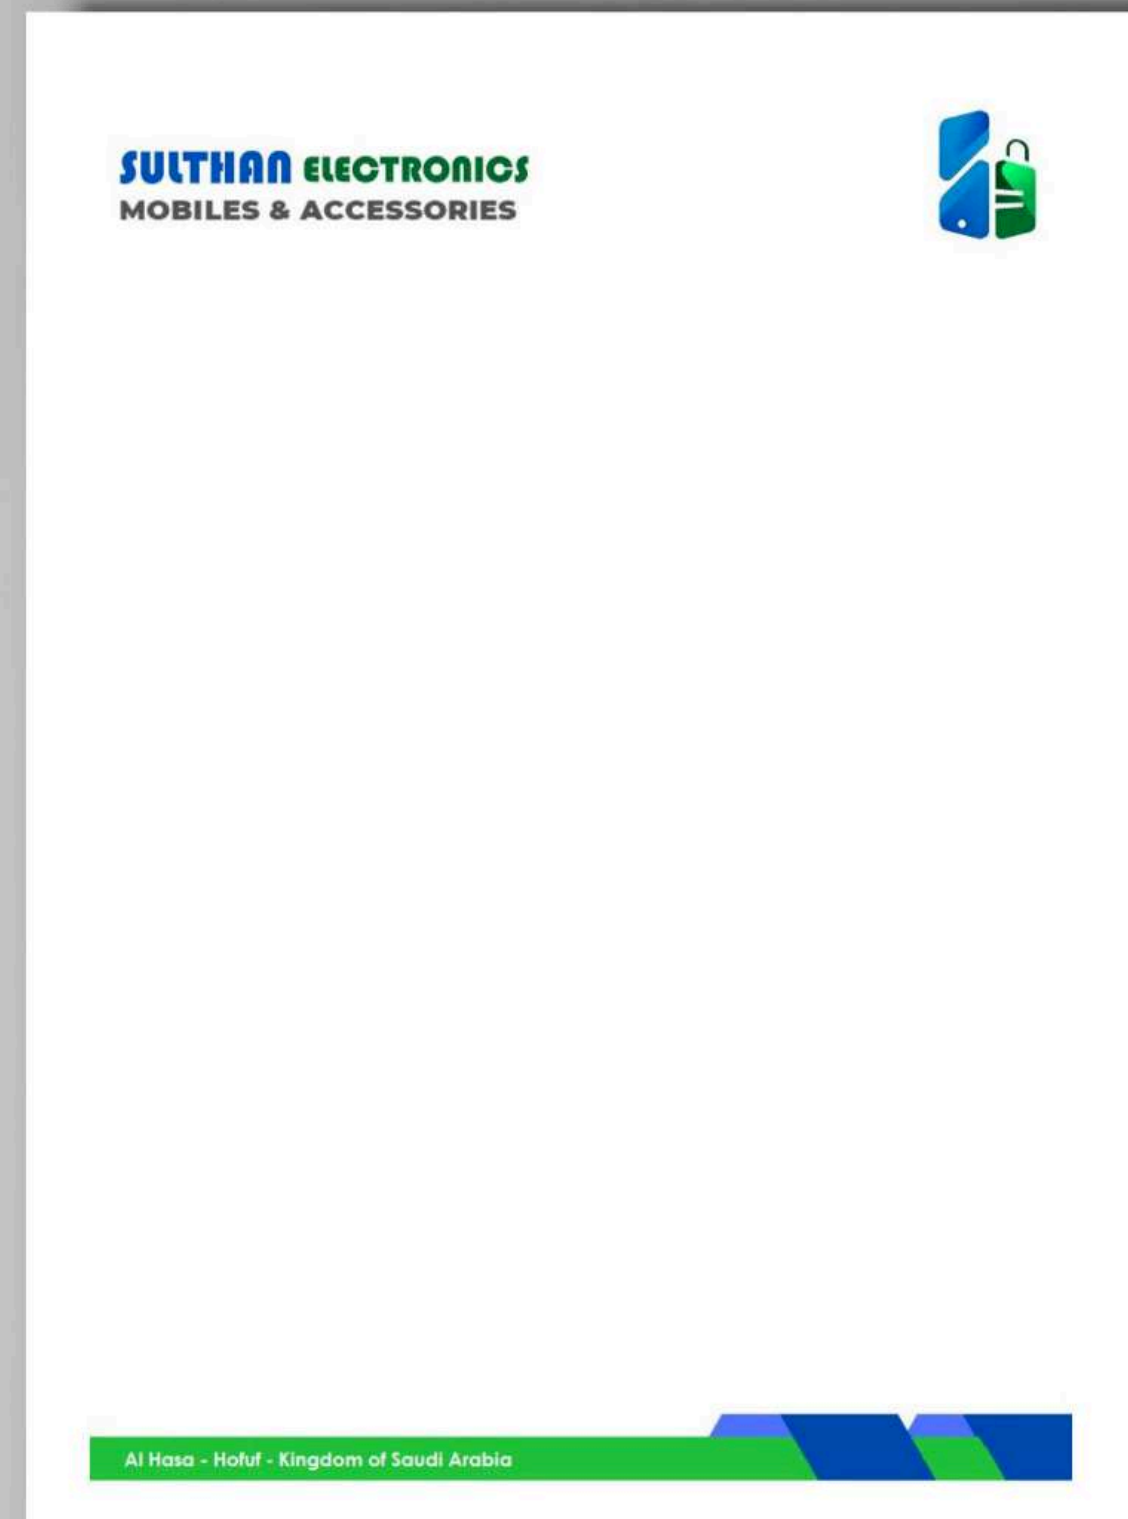 SULTHAN ELECTRONICS
MOBILES & ACCESSORIES
Al Hasa - Hofuf - Kingdom of Saudi Arabia